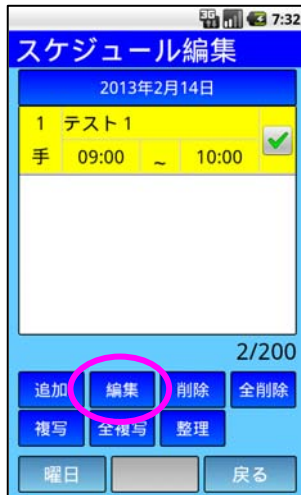 3G 7:32
スケジュール編集
2013年2月14日
1 テスト1
手 09:00 ~ 10:00
2/200
追加 編集 削除 全削除
複写 全複写 整理
曜日 戻る